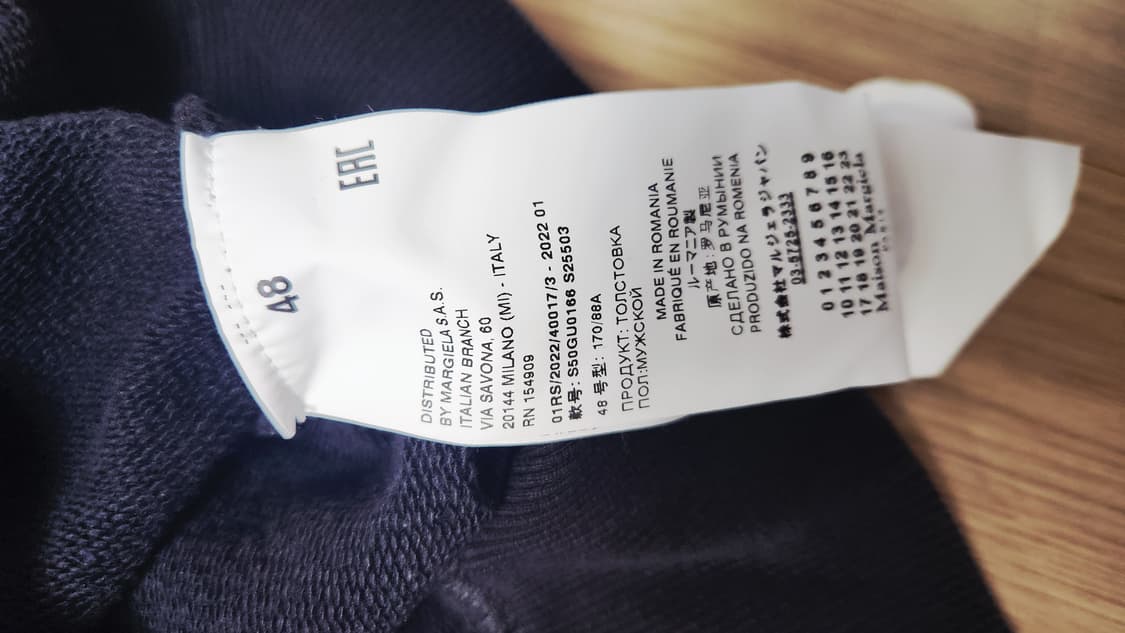 48
EAC
DISTRIBUTED
BY MARGIELA S.A.S.
ITALIAN BRANCH
VIA SAVONA, 60
20144 MILANO (MI) - ITALY
RN 154909
01RS/2022/40017/3 - 2022 01
款号: S50GU0166 S25503
48 号型: 170/88A
ПРОДУКТ: ТОЛСТОВКА
ПОЛ:МУЖСКОЙ
MADE IN ROMANIA
FABRIQUÉ EN ROUMANIE
ルーマニア製
原产地:罗马尼亚
СДЕЛАНО В РУМЫНИИ
PRODUZIDO NA ROMENIA
株式会社マルジェラジャパン
03-5725-2333
0 1 2 3 4 5 6 7 8 9
10 11 12 13 14 15 16
17 18 19 20 21 22 23
Maison Margiela
PARIS